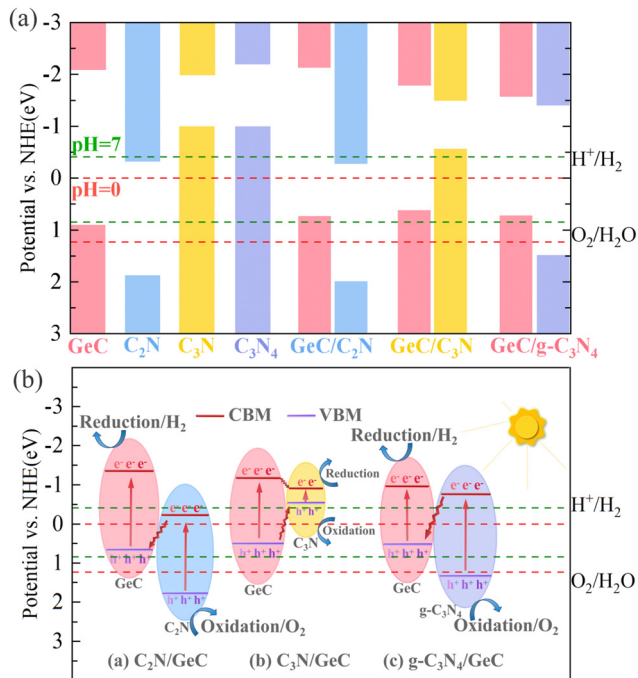 (a)
Potential vs. NHE(eV)
-3
-2
-1
0
1
2
3
pH=7
pH=0
H⁺/H₂
O₂/H₂O
GeC C₂N C₃N C₃N₄ GeC/C₂N GeC/C₃N GeC/g-C₃N₄
(b)
Potential vs. NHE(eV)
-3
-2
-1
0
1
2
3
CBM VBM
Reduction/H₂
e⁻ e⁻ e⁻
h⁺ h⁺ h⁺
GeC
e⁻ e⁻ e⁻
h⁺ h⁺ h⁺
C₂N
Oxidation/O₂
(a) C₂N/GeC
e⁻ e⁻ e⁻
h⁺ h⁺ h⁺
GeC
Reduction
e⁻ e⁻ e⁻
h⁺ h⁺
C₃N
Oxidation
(b) C₃N/GeC
Reduction/H₂
e⁻ e⁻ e⁻
h⁺ h⁺ h⁺
GeC
e⁻ e⁻ e⁻
h⁺ h⁺ h⁺
g-C₃N₄
Oxidation/O₂
(c) g-C₃N₄/GeC
H⁺/H₂
O₂/H₂O